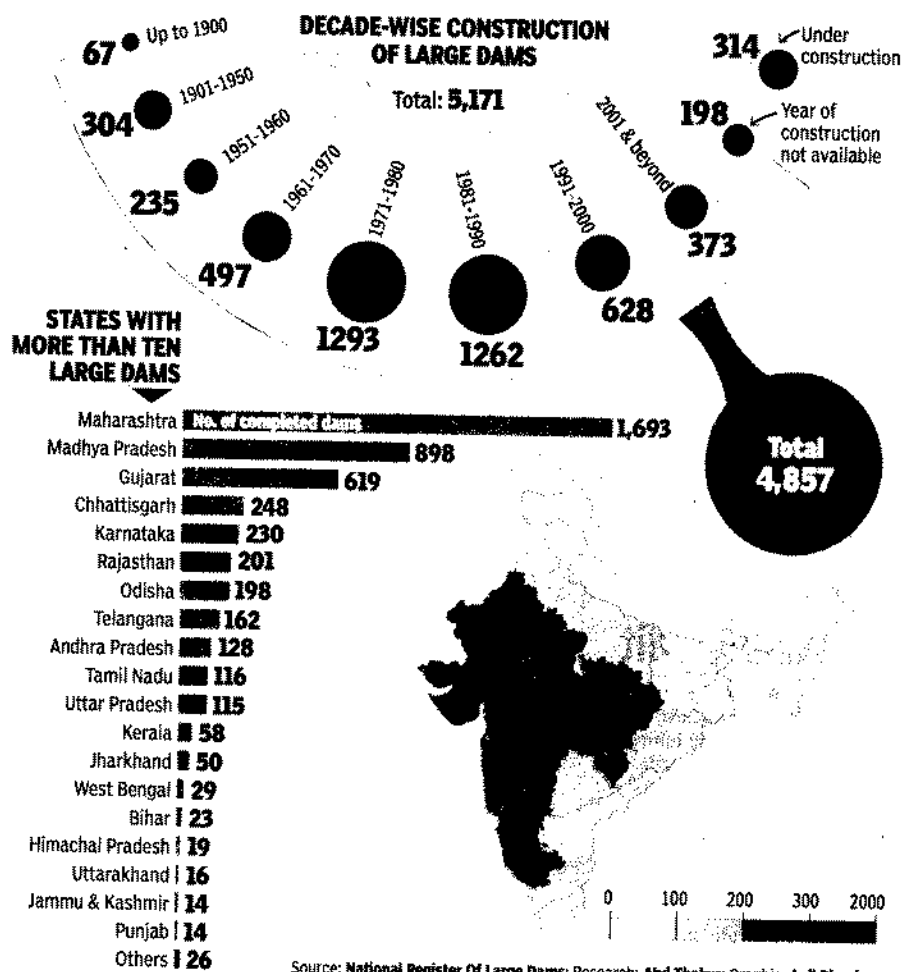 DECADE-WISE CONSTRUCTION
OF LARGE DAMS
Total: 5,171
67 Up to 1900
304 1901-1950
235 1951-1960
497 1961-1970
1293 1971-1980
1262 1981-1990
628 1991-2000
373 2001 & beyond
314 Under
construction
198 Year of
construction
not available
Total
4,857
STATES WITH
MORE THAN TEN
LARGE DAMS
No. of completed dams
Maharashtra 1,693
Madhya Pradesh 898
Gujarat 619
Chhattisgarh 248
Karnataka 230
Rajasthan 201
Odisha 198
Telangana 162
Andhra Pradesh 128
Tamil Nadu 116
Uttar Pradesh 115
Kerala 58
Jharkhand 50
West Bengal 29
Bihar 23
Himachal Pradesh 19
Uttarakhand 16
Jammu & Kashmir 14
Punjab 14
Others 26
0 100 200 300 2000
Source: National Register Of Large Dams; Research: